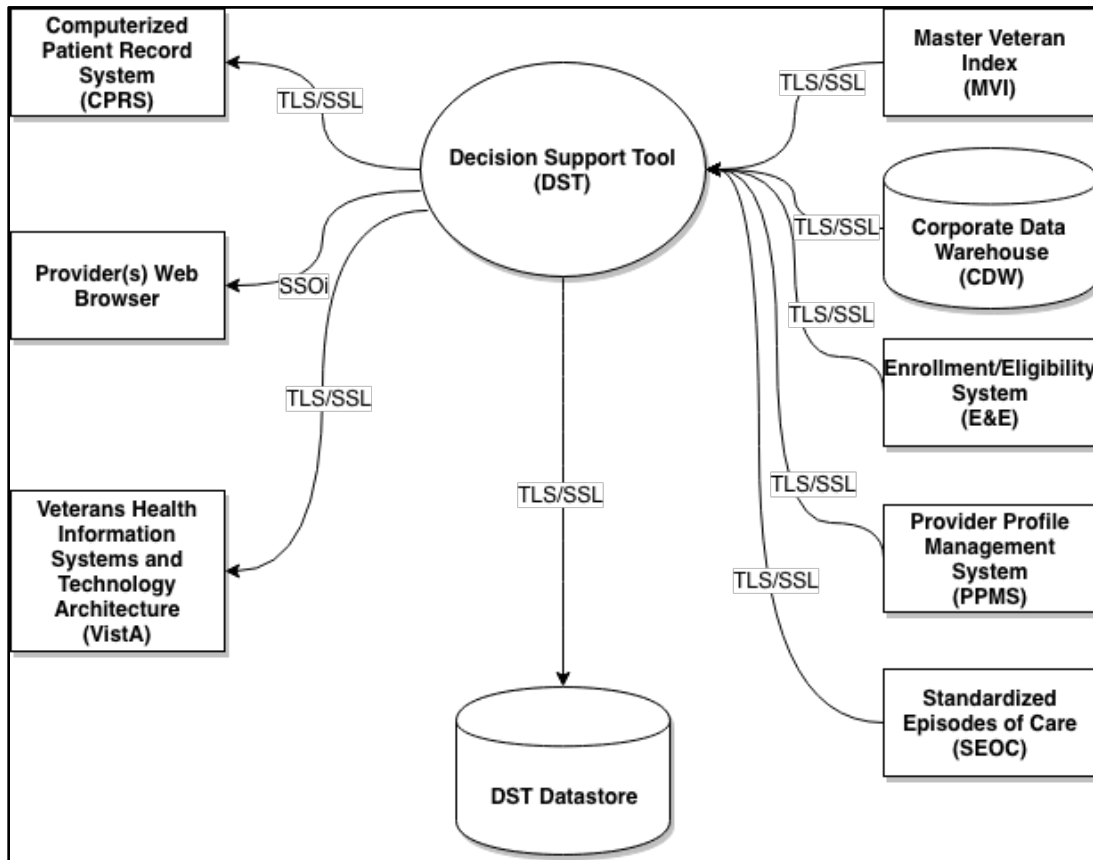 Computerized
Patient Record
System
(CPRS)
TLS/SSL
Decision Support Tool
(DST)
TLS/SSL
Master Veteran
Index
(MVI)
TLS/SSL
Corporate Data
Warehouse
(CDW)
Provider(s) Web
Browser
SSOi
TLS/SSL
Enrollment/Eligibility
System
(E&E)
TLS/SSL
Veterans Health
Information
Systems and
Technology
Architecture
(VistA)
TLS/SSL
TLS/SSL
Provider Profile
Management
System
(PPMS)
TLS/SSL
Standardized
Episodes of Care
(SEOC)
DST Datastore